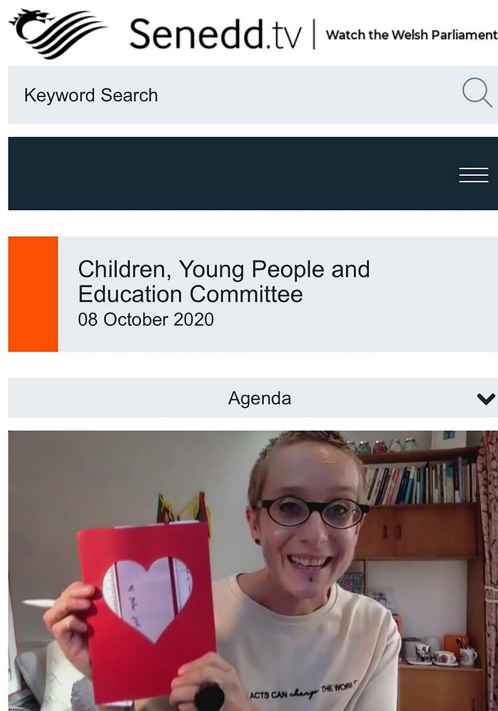 Senedd.tv | Watch the Welsh Parliament
Keyword Search
Children, Young People and
Education Committee
08 October 2020
Agenda
ACTS CAN change THE WORL